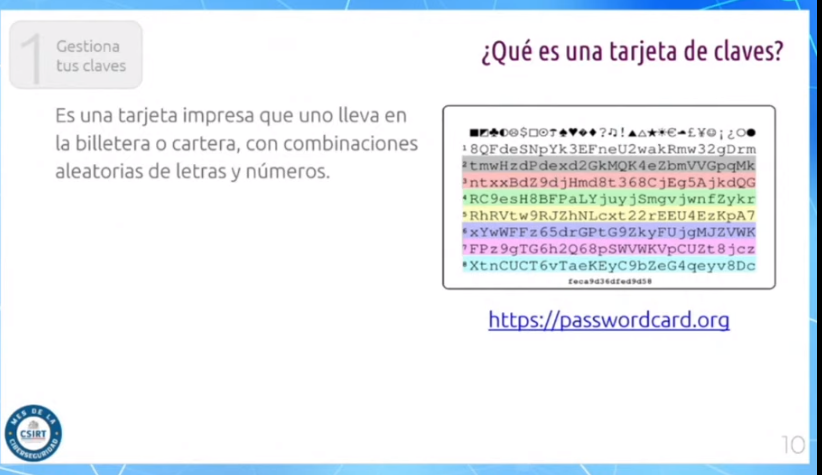 1
Gestiona
tus claves
¿Qué es una tarjeta de claves?
Es una tarjeta impresa que uno lleva en
la billetera o cartera, con combinaciones
aleatorias de letras y números.
■◩♣◐☹$□⊙☂♠♥♦♦?♫!▲△★☀€☁£¥☺¡¿○●
1 8QFdeSNpYk3EFneU2wakRmw32gDrm
2 tmwHzdPdexd2GkMQK4eZbmVVGpqMk
3 ntxxBdZ9djHmd8t368CjEg5AjkdQG
4 RC9esH8BFPaLYjuyjSmgvjwnfZykr
5 RhRVtw9RJZhNLcxt22rEEU4EzKpA7
6 xYwWFFz65drGPtG9ZkyFUjgMJZVWK
7 FPz9gTG6h2Q68pSWVWKVpCUZt8jcz
8 XtnCUCT6vTaeKEyC9bZeG4qeyv8Dc
feca9d36dfed9d58
https://passwordcard.org
MES DE LA
CSIRT
CIBERSEGURIDAD
10